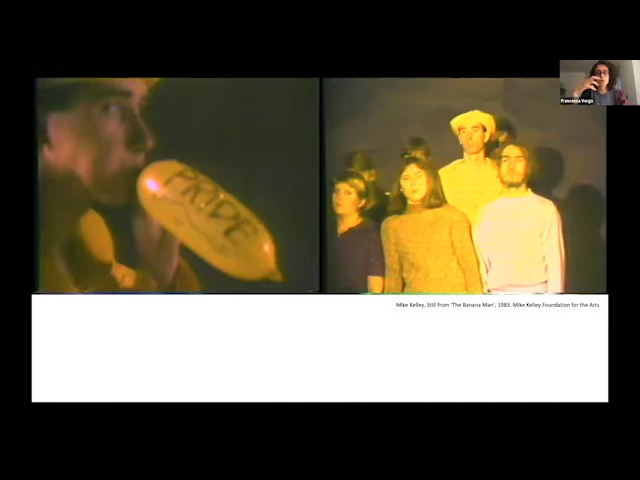 Francesca Verga
PRIDE
Mike Kelley, Still from 'The Banana Man', 1983. Mike Kelley Foundation for the Arts